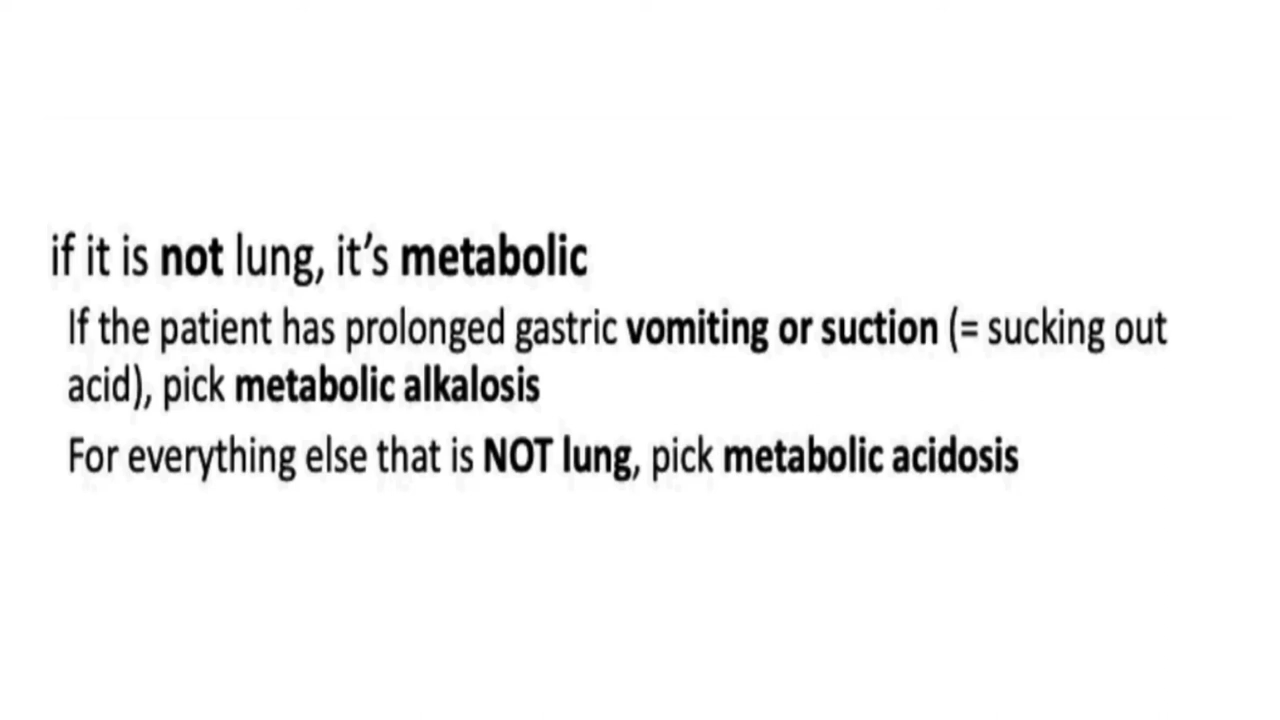 if it is not lung, it's metabolic
If the patient has prolonged gastric vomiting or suction (= sucking out
acid), pick metabolic alkalosis
For everything else that is NOT lung, pick metabolic acidosis